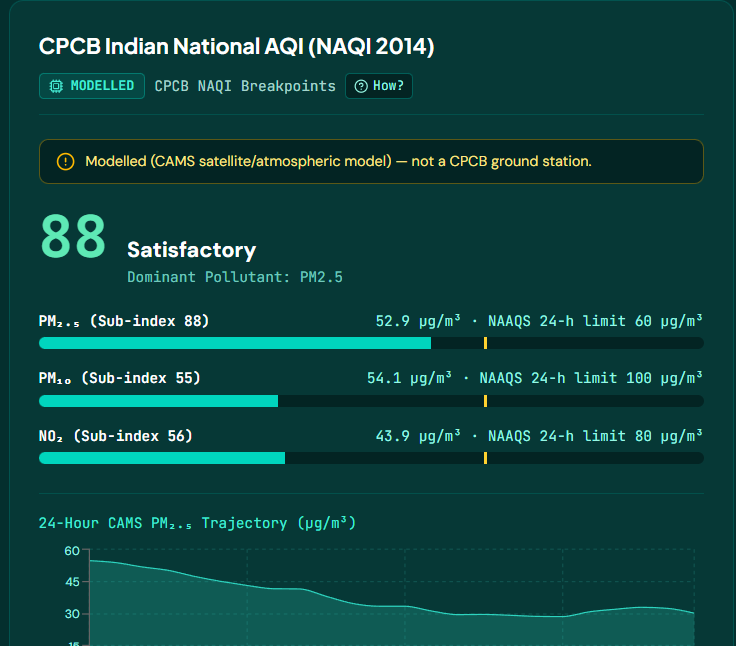 CPCB Indian National AQI (NAQI 2014)
MODELLED CPCB NAQI Breakpoints How?
Modelled (CAMS satellite/atmospheric model) — not a CPCB ground station.
88 Satisfactory
Dominant Pollutant: PM2.5
PM₂.₅ (Sub-index 88) 52.9 µg/m³ · NAAQS 24-h limit 60 µg/m³
PM₁₀ (Sub-index 55) 54.1 µg/m³ · NAAQS 24-h limit 100 µg/m³
NO₂ (Sub-index 56) 43.9 µg/m³ · NAAQS 24-h limit 80 µg/m³
24-Hour CAMS PM₂.₅ Trajectory (µg/m³)
60
45
30
15